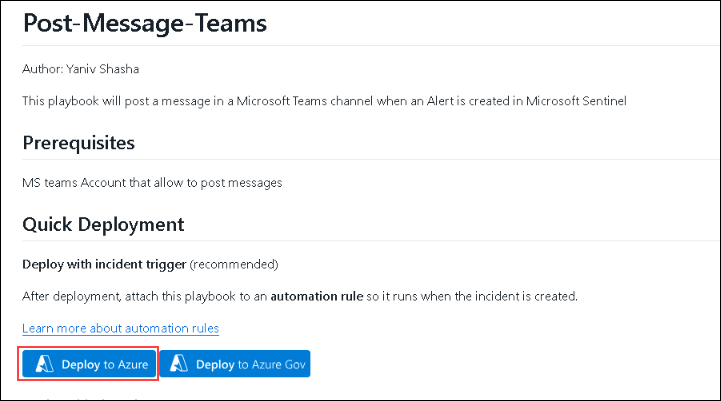 Post-Message-Teams
Author: Yaniv Shasha
This playbook will post a message in a Microsoft Teams channel when an Alert is created in Microsoft Sentinel
Prerequisites
MS teams Account that allow to post messages
Quick Deployment
Deploy with incident trigger (recommended)
After deployment, attach this playbook to an automation rule so it runs when the incident is created.
Learn more about automation rules
Deploy to Azure Deploy to Azure Gov